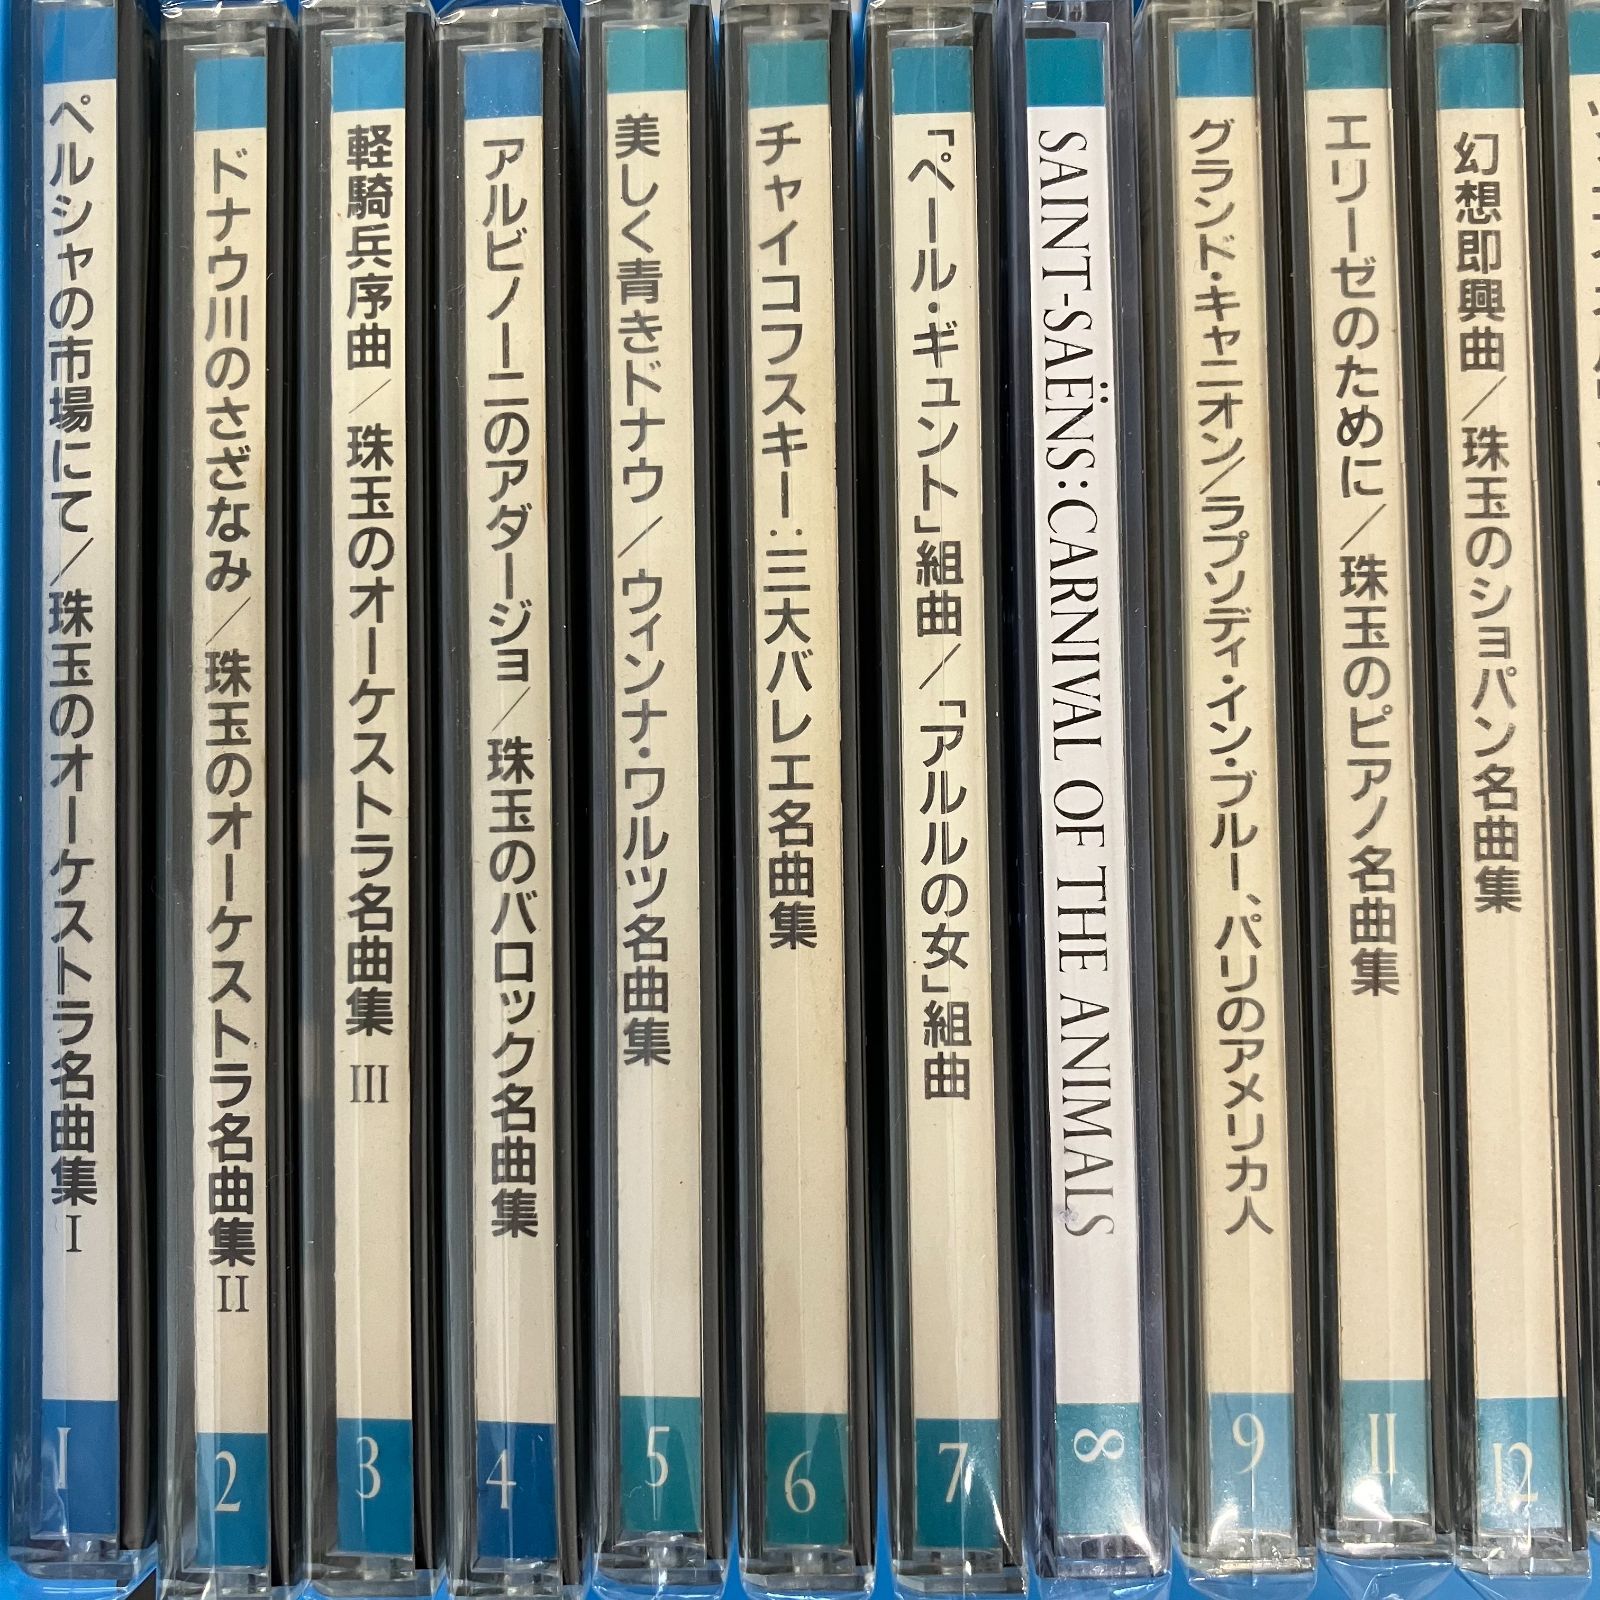 ペルシャの市場にて/珠玉のオーケストラ名曲集 I
1
ドナウ川のさざなみ/珠玉のオーケストラ名曲集 II
2
軽騎兵序曲/珠玉のオーケストラ名曲集 III
3
アルビノーニのアダージョ/珠玉のバロック名曲集
4
美しく青きドナウ/ウィンナ・ワルツ名曲集
5
チャイコフスキー:三大バレエ名曲集
6
「ペール・ギュント」組曲/「アルルの女」組曲
7
SAINT-SAËNS:CARNIVAL OF THE ANIMALS
8
グランド・キャニオン/ラプソディ・イン・ブルー、パリのアメリカ人
9
エリーゼのために/珠玉のピアノ名曲集
11
幻想即興曲/珠玉のショパン名曲集
12